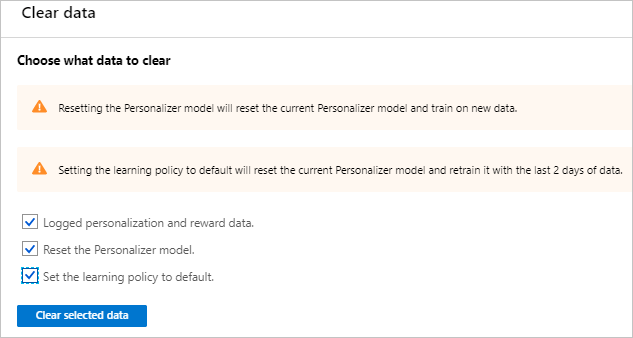 Clear data
Choose what data to clear
Resetting the Personalizer model will reset the current Personalizer model and train on new data.
Setting the learning policy to default will reset the current Personalizer model and retrain it with the last 2 days of data.
Logged personalization and reward data.
Reset the Personalizer model.
Set the learning policy to default.
Clear selected data